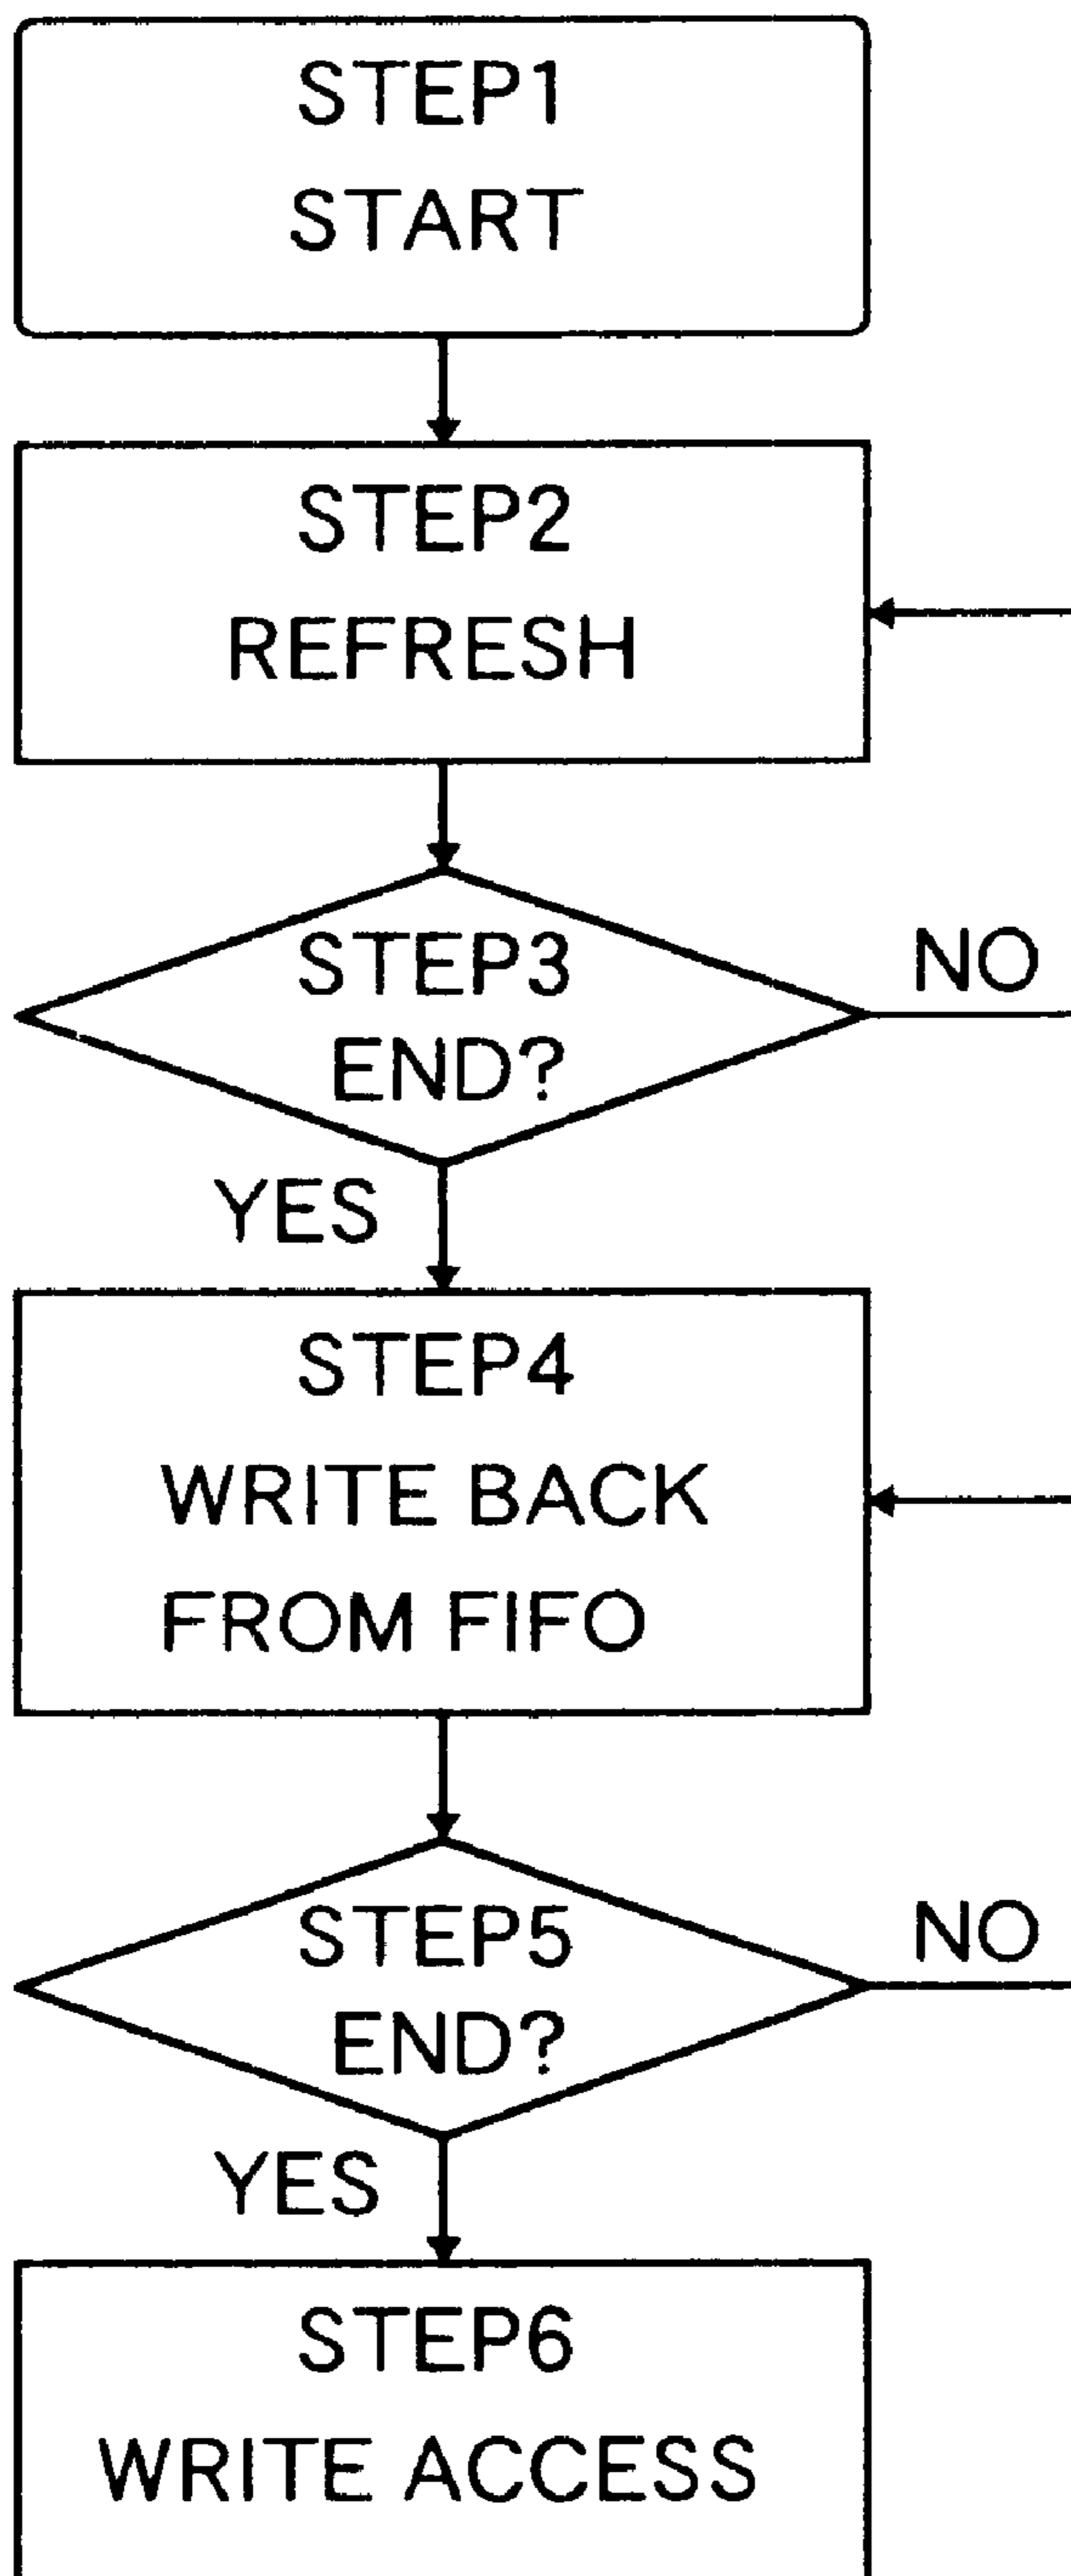 STEP1
START
STEP2
REFRESH
STEP3
END?
NO
YES
STEP4
WRITE BACK
FROM FIFO
STEP5
END?
NO
YES
STEP6
WRITE ACCESS